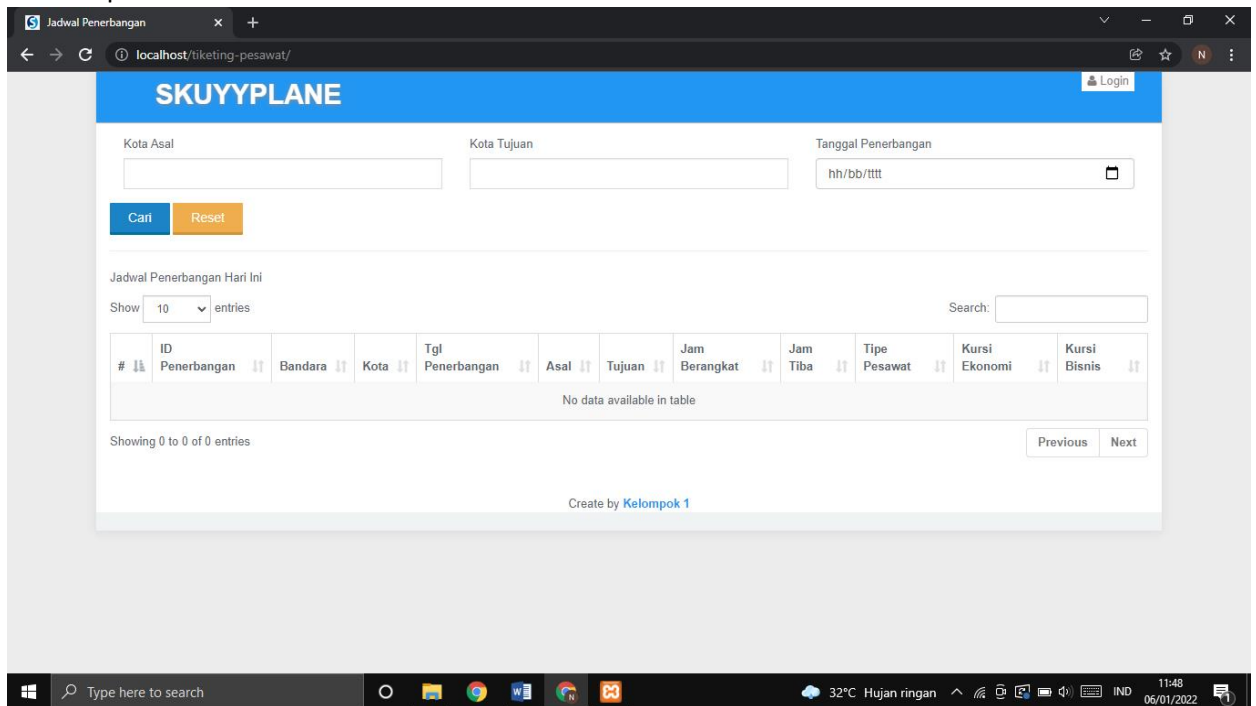 Jadwal Penerbangan
localhost/tiketing-pesawat/
N
SKUYYPLANE
Login
Kota Asal
Kota Tujuan
Tanggal Penerbangan
hh/bb/tttt
Cari
Reset
Jadwal Penerbangan Hari Ini
Show 10 entries
Search:
# ID Penerbangan Bandara Kota Tgl Penerbangan Asal Tujuan Jam Berangkat Jam Tiba Tipe Pesawat Kursi Ekonomi Kursi Bisnis
No data available in table
Showing 0 to 0 of 0 entries
Previous Next
Create by Kelompok 1
Type here to search
32°C Hujan ringan
IND
11:48
06/01/2022
1